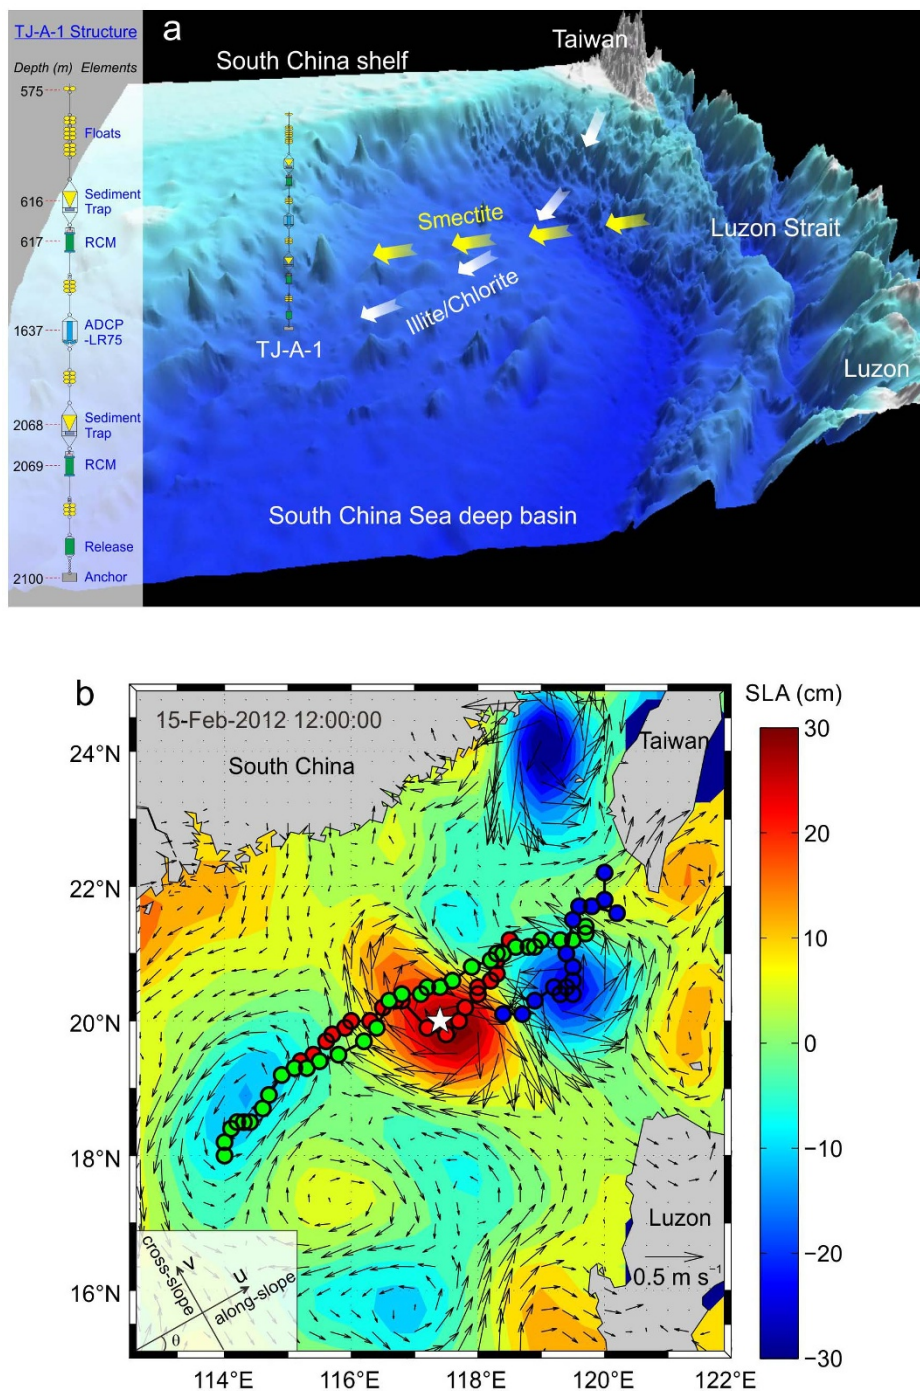 TJ-A-1 Structure
Depth (m) Elements
575
Floats
616
Sediment
Trap
617
RCM
1637
ADCP
-LR75
2068
Sediment
Trap
2069
RCM
Release
2100
Anchor
a
South China shelf
Taiwan
Smectite
Luzon Strait
Illite/Chlorite
TJ-A-1
Luzon
South China Sea deep basin
b
SLA (cm)
15-Feb-2012 12:00:00
South China
Taiwan
Luzon
0.5 m s⁻¹
cross-slope
v
u
along-slope
θ
24°N
22°N
20°N
18°N
16°N
114°E
116°E
118°E
120°E
122°E
30
20
10
0
−10
−20
−30